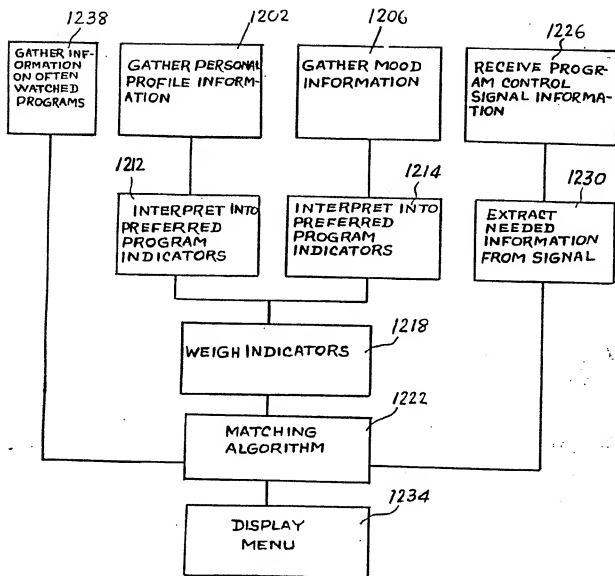 1238
GATHER INF-
ORMATION
ON OFTEN
WATCHED
PROGRAMS
1202
GATHER PERSONAL
PROFILE INFORM-
ATION
1206
GATHER MOOD
INFORMATION
1226
RECEIVE PROGR-
AM CONTROL
SIGNAL INFORMA-
TION
1212
INTERPRET INTO
PREFERRED
PROGRAM
INDICATORS
1214
INTERPRET INTO
PREFERRED
PROGRAM
INDICATORS
1230
EXTRACT
NEEDED
INFORMATION
FROM SIGNAL
1218
WEIGH INDICATORS
1222
MATCHING
ALGORITHM
1234
DISPLAY
MENU